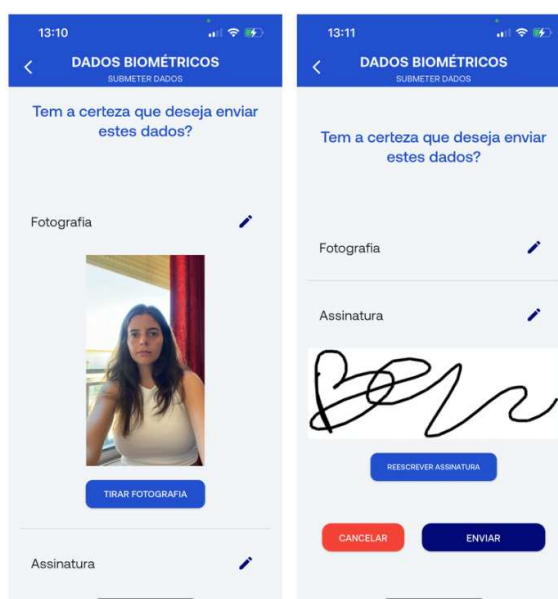 13:10
DADOS BIOMÉTRICOS
SUBMETER DADOS
Tem a certeza que deseja enviar
estes dados?
Fotografia
TIRAR FOTOGRAFIA
Assinatura
13:11
DADOS BIOMÉTRICOS
SUBMETER DADOS
Tem a certeza que deseja enviar
estes dados?
Fotografia
Assinatura
REESCREVER ASSINATURA
CANCELAR
ENVIAR